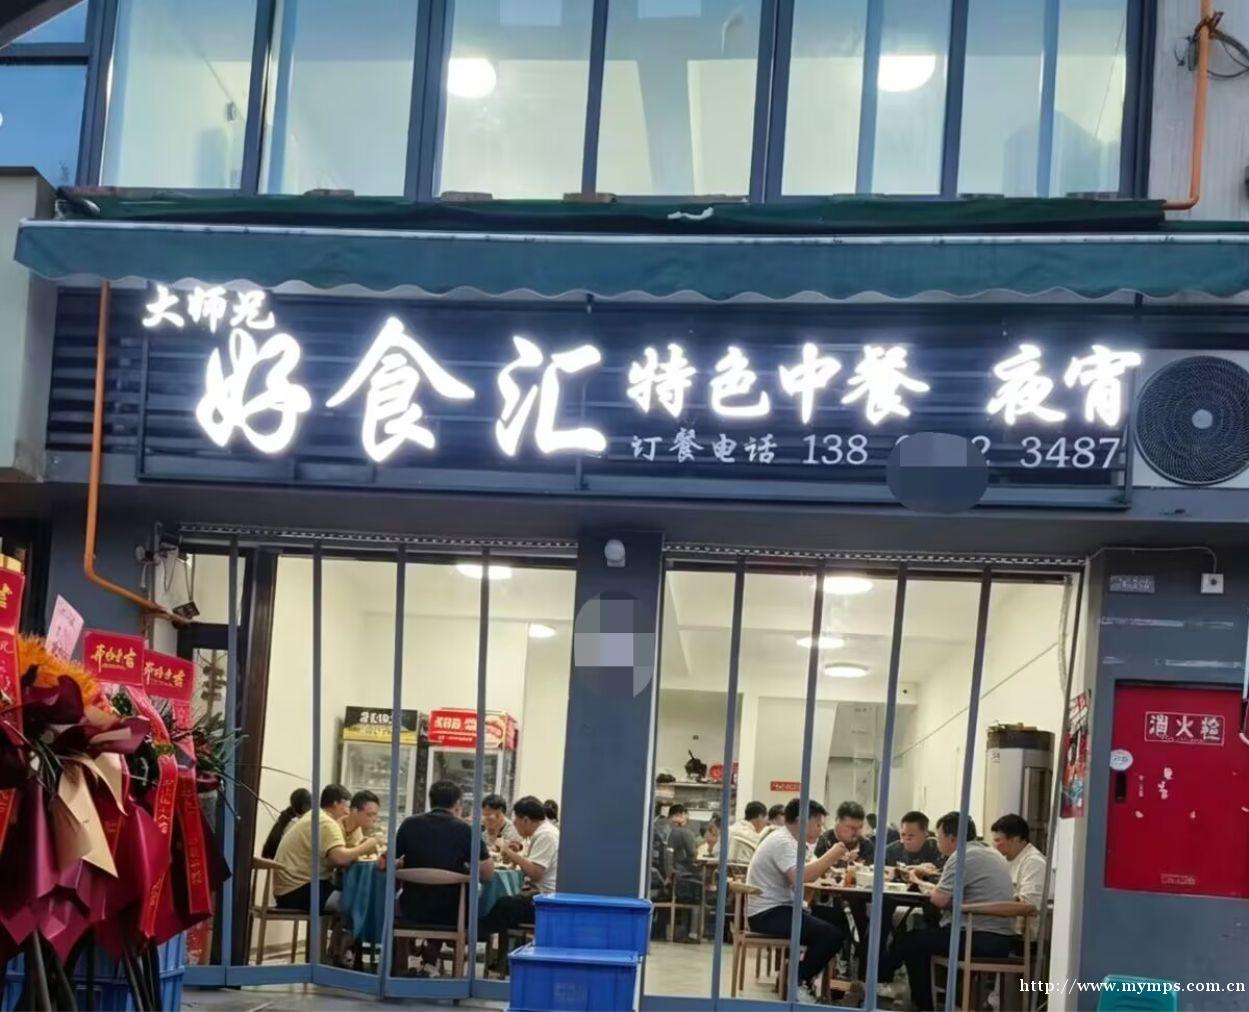 大师兄
好食汇 特色中餐 夜宵
订餐电话 138 2 3487
消火栓
http://www.mymps.com.cn